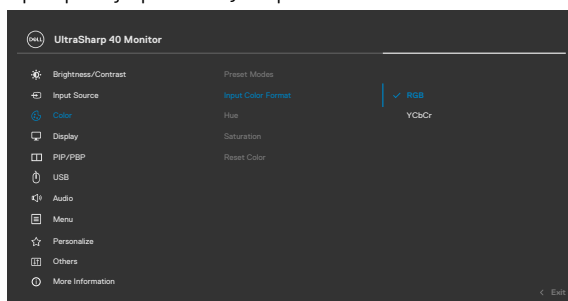 DELL UltraSharp 40 Monitor
Brightness/Contrast Preset Modes
Input Source Input Color Format RGB
Color Hue YCbCr
Display Saturation
PIP/PBP Reset Color
USB
Audio
Menu
Personalize
Others
More Information
Exit